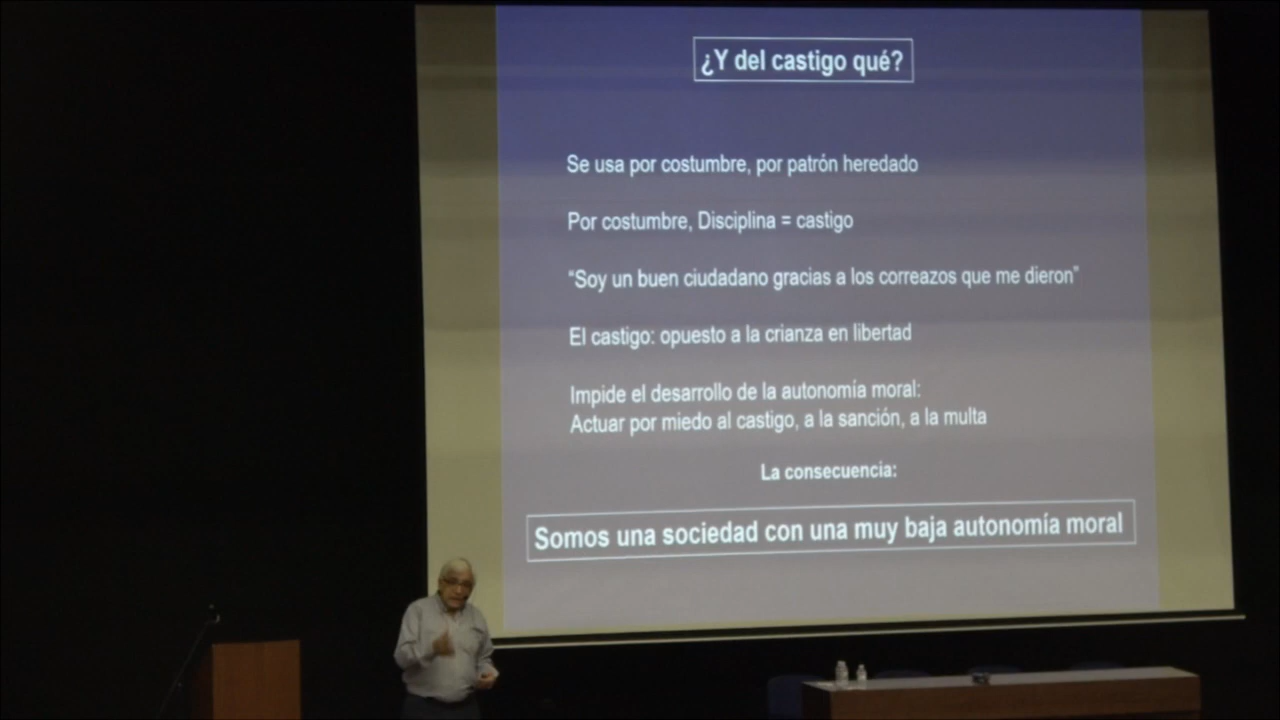 ¿Y del castigo qué?
Se usa por costumbre, por patrón heredado
Por costumbre, Disciplina = castigo
“Soy un buen ciudadano gracias a los correazos que me dieron”
El castigo: opuesto a la crianza en libertad
Impide el desarrollo de la autonomía moral:
Actuar por miedo al castigo, a la sanción, a la multa
La consecuencia:
Somos una sociedad con una muy baja autonomía moral